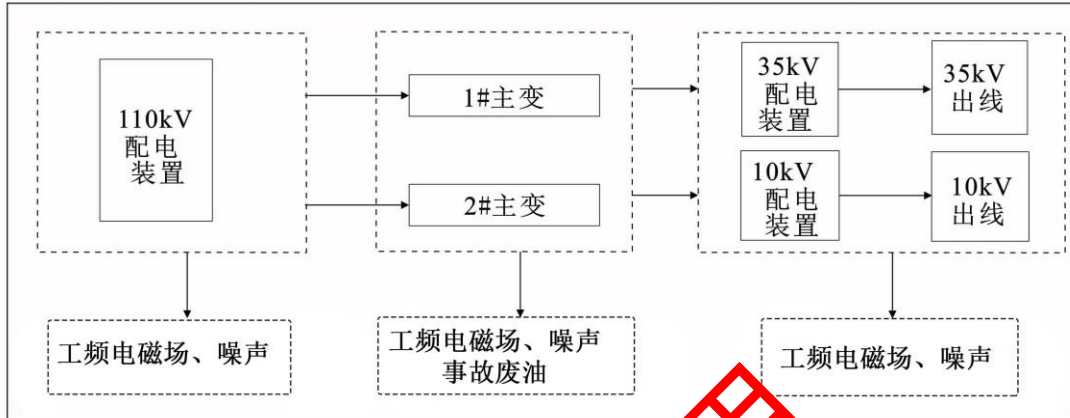 110kV
配电
装置
1#主变
2#主变
35kV
配电
装置
35kV
出线
10kV
配电
装置
10kV
出线
工频电磁场、噪声
工频电磁场、噪声
事故废油
工频电磁场、噪声